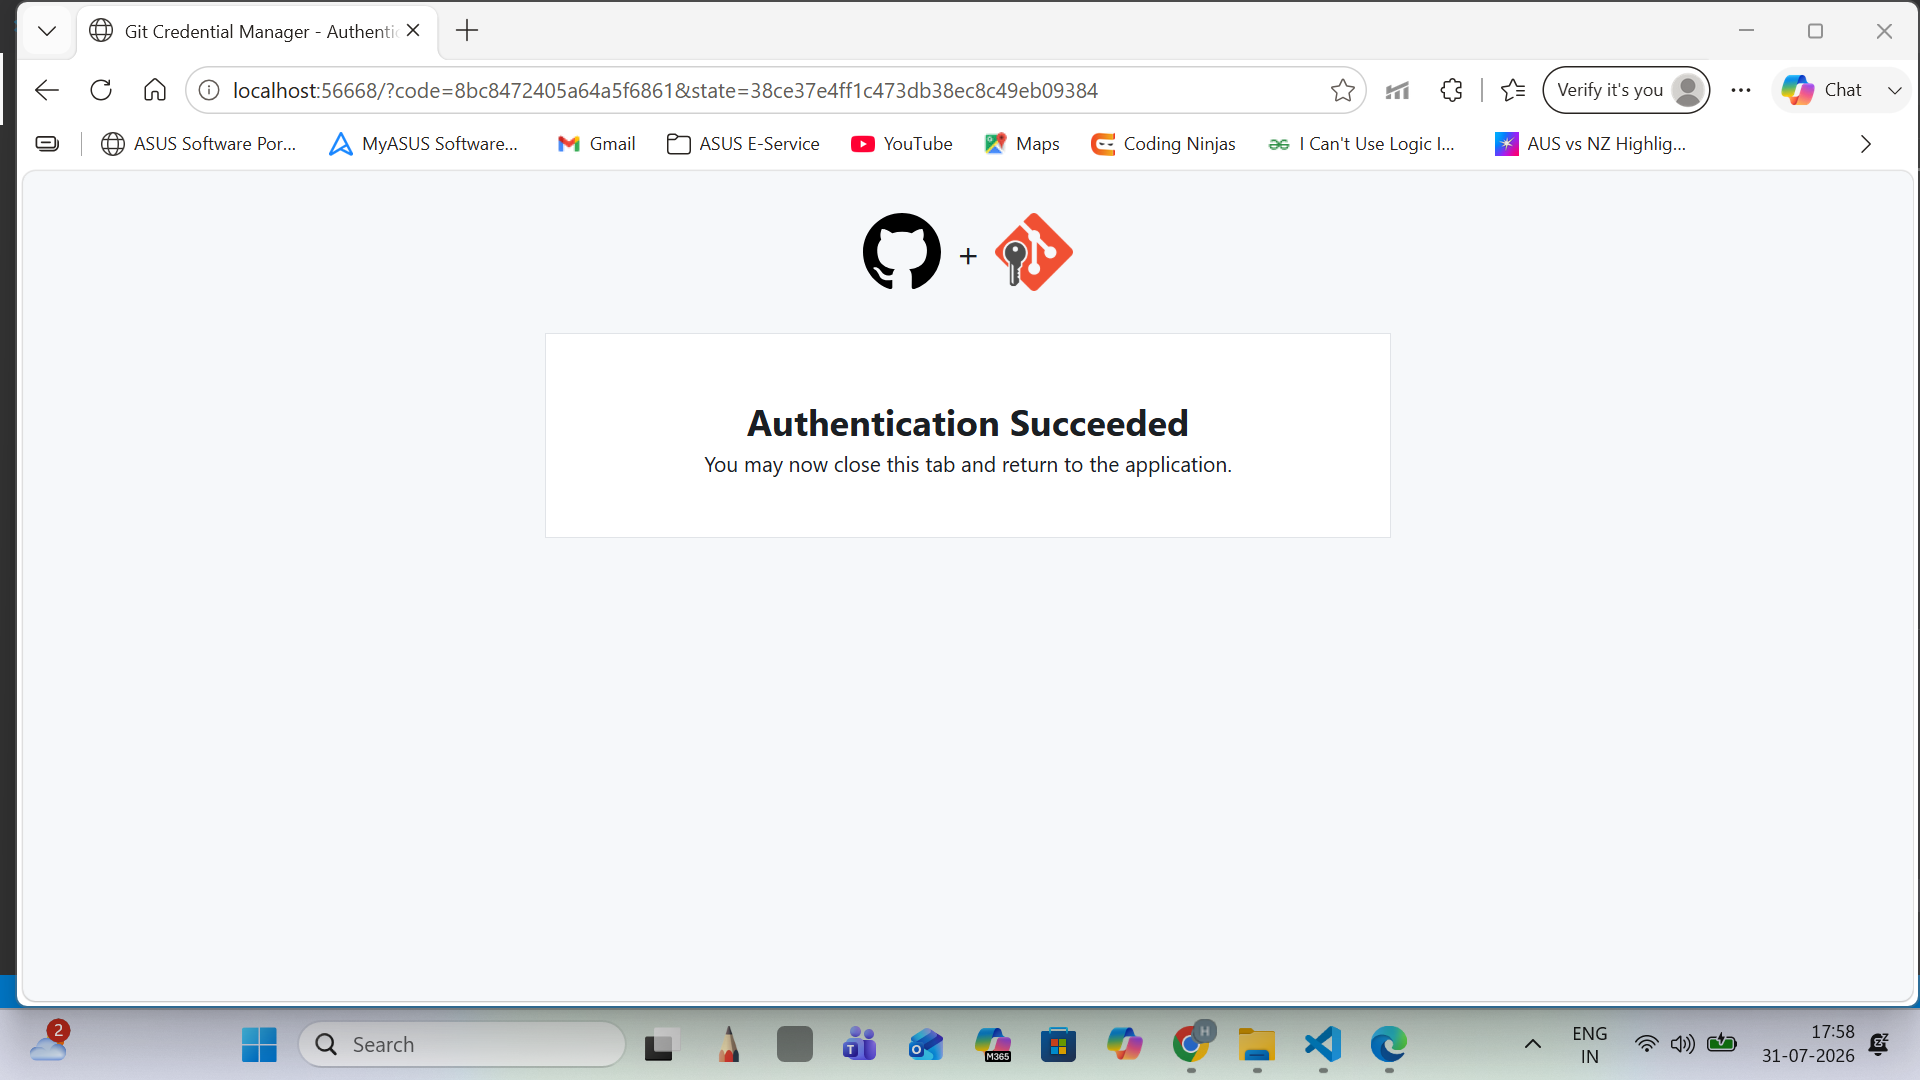 Git Credential Manager - Authentic
localhost:56668/?code=8bc8472405a64a5f6861&state=38ce37e4ff1c473db38ec8c49eb09384
Verify it's you
Chat
ASUS Software Por...
MyASUS Software...
Gmail
ASUS E-Service
YouTube
Maps
Coding Ninjas
I Can't Use Logic I...
AUS vs NZ Highlig...
Authentication Succeeded
You may now close this tab and return to the application.
2
Search
T
O
M365
H
ENG
IN
17:58
31-07-2026